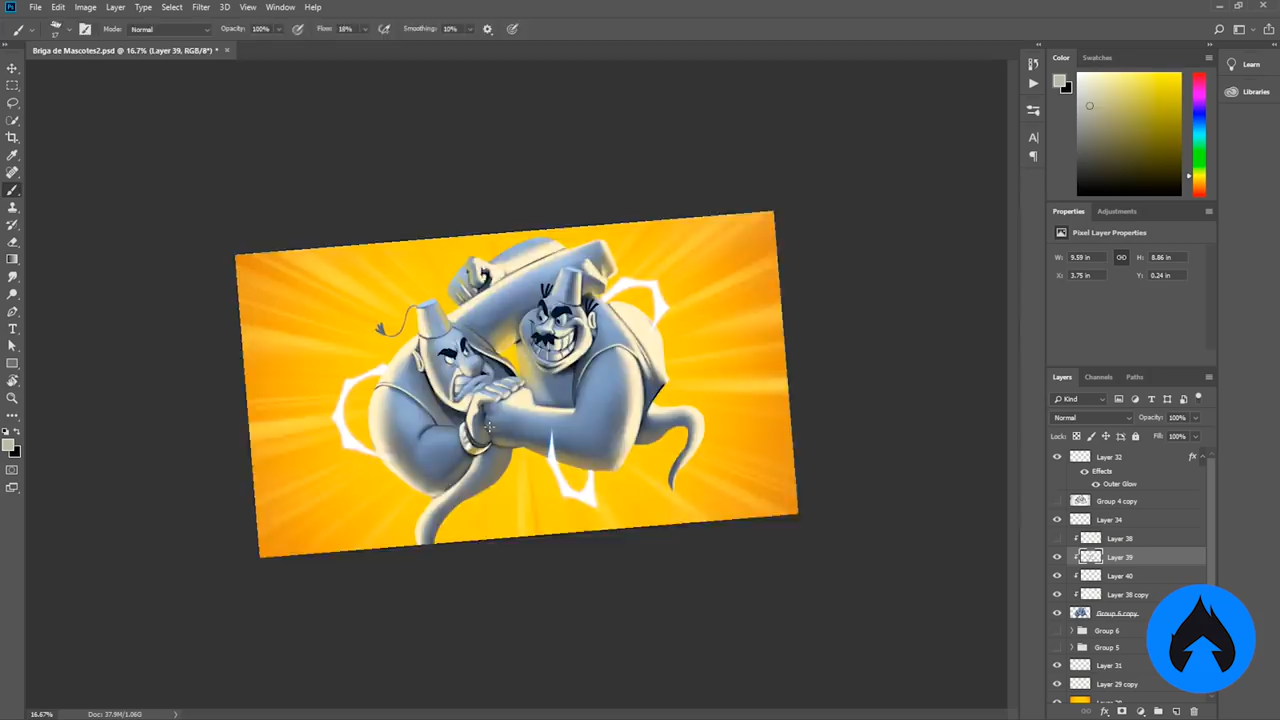 File Edit Image Layer Type Select Filter 3D View Window Help
Mode: Normal Opacity: 100% Flow: 18% Smoothing: 10%
Briga de Mascotes2.psd @ 16.7% (Layer 39, RGB/8*) *
Color Swatches
Learn
Libraries
Properties Adjustments
Pixel Layer Properties
W: 9.59 in H: 8.86 in
X: 3.75 in Y: 0.24 in
Layers Channels Paths
Kind
Normal Opacity: 100%
Lock: Fill: 100%
Layer 32 fx
Effects
Outer Glow
Group 4 copy
Layer 34
Layer 38
Layer 39
Layer 40
Layer 38 copy
Group 6 copy
Group 6
Group 5
Layer 31
Layer 29 copy
16.67% Doc: 37.9M/1.06G